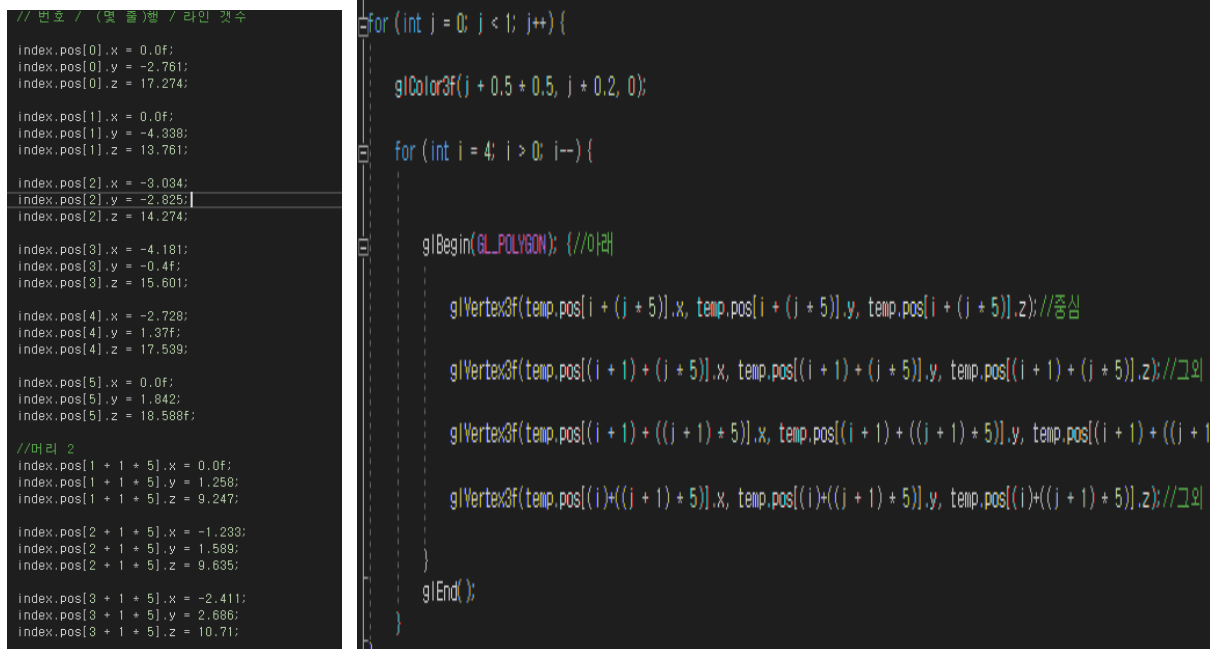 // 번호 / (몇 줄)행 / 라인 갯수
index.pos[0].x = 0.0f;
index.pos[0].y = -2.761;
index.pos[0].z = 17.274;
index.pos[1].x = 0.0f;
index.pos[1].y = -4.338;
index.pos[1].z = 13.761;
index.pos[2].x = -3.034;
index.pos[2].y = -2.825;
index.pos[2].z = 14.274;
index.pos[3].x = -4.181;
index.pos[3].y = -0.4f;
index.pos[3].z = 15.601;
index.pos[4].x = -2.728;
index.pos[4].y = 1.37f;
index.pos[4].z = 17.539;
index.pos[5].x = 0.0f;
index.pos[5].y = 1.842;
index.pos[5].z = 18.588f;
//머리 2
index.pos[1 + 1 * 5].x = 0.0f;
index.pos[1 + 1 * 5].y = 1.258;
index.pos[1 + 1 * 5].z = 9.247;
index.pos[2 + 1 * 5].x = -1.233;
index.pos[2 + 1 * 5].y = 1.589;
index.pos[2 + 1 * 5].z = 9.635;
index.pos[3 + 1 * 5].x = -2.411;
index.pos[3 + 1 * 5].y = 2.686;
index.pos[3 + 1 * 5].z = 10.71;
for (int j = 0; j < 1; j++) {
glColor3f(j + 0.5 * 0.5, j * 0.2, 0);
for (int i = 4; i > 0; i--) {
glBegin(GL_POLYGON); {//아래
glVertex3f(temp.pos[i + (j * 5)].x, temp.pos[i + (j * 5)].y, temp.pos[i + (j * 5)].z);//중심
glVertex3f(temp.pos[(i + 1) + (j * 5)].x, temp.pos[(i + 1) + (j * 5)].y, temp.pos[(i + 1) + (j * 5)].z);//그외
glVertex3f(temp.pos[(i + 1) + ((j + 1) * 5)].x, temp.pos[(i + 1) + ((j + 1) * 5)].y, temp.pos[(i + 1) + ((j + 1
glVertex3f(temp.pos[(i)+((j + 1) * 5)].x, temp.pos[(i)+((j + 1) * 5)].y, temp.pos[(i)+((j + 1) * 5)].z);//그외
}
glEnd();
}